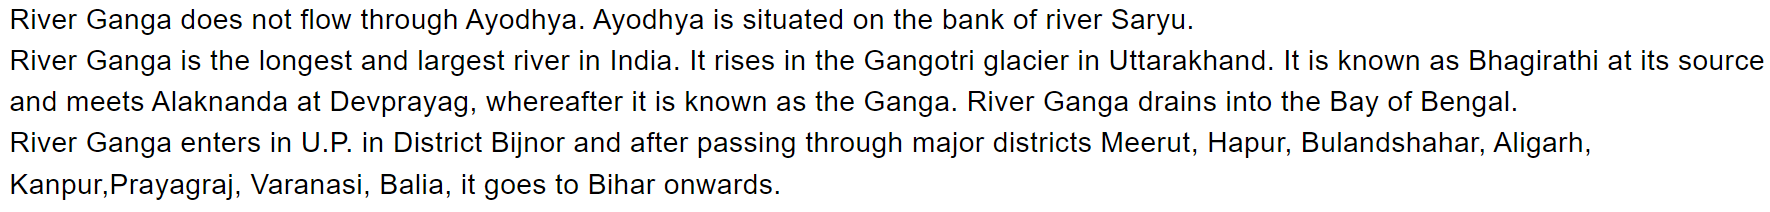 River Ganga does not flow through Ayodhya. Ayodhya is situated on the bank of river Saryu.
River Ganga is the longest and largest river in India. It rises in the Gangotri glacier in Uttarakhand. It is known as Bhagirathi at its source
and meets Alaknanda at Devprayag, whereafter it is known as the Ganga. River Ganga drains into the Bay of Bengal.
River Ganga enters in U.P. in District Bijnor and after passing through major districts Meerut, Hapur, Bulandshahar, Aligarh,
Kanpur,Prayagraj, Varanasi, Balia, it goes to Bihar onwards.